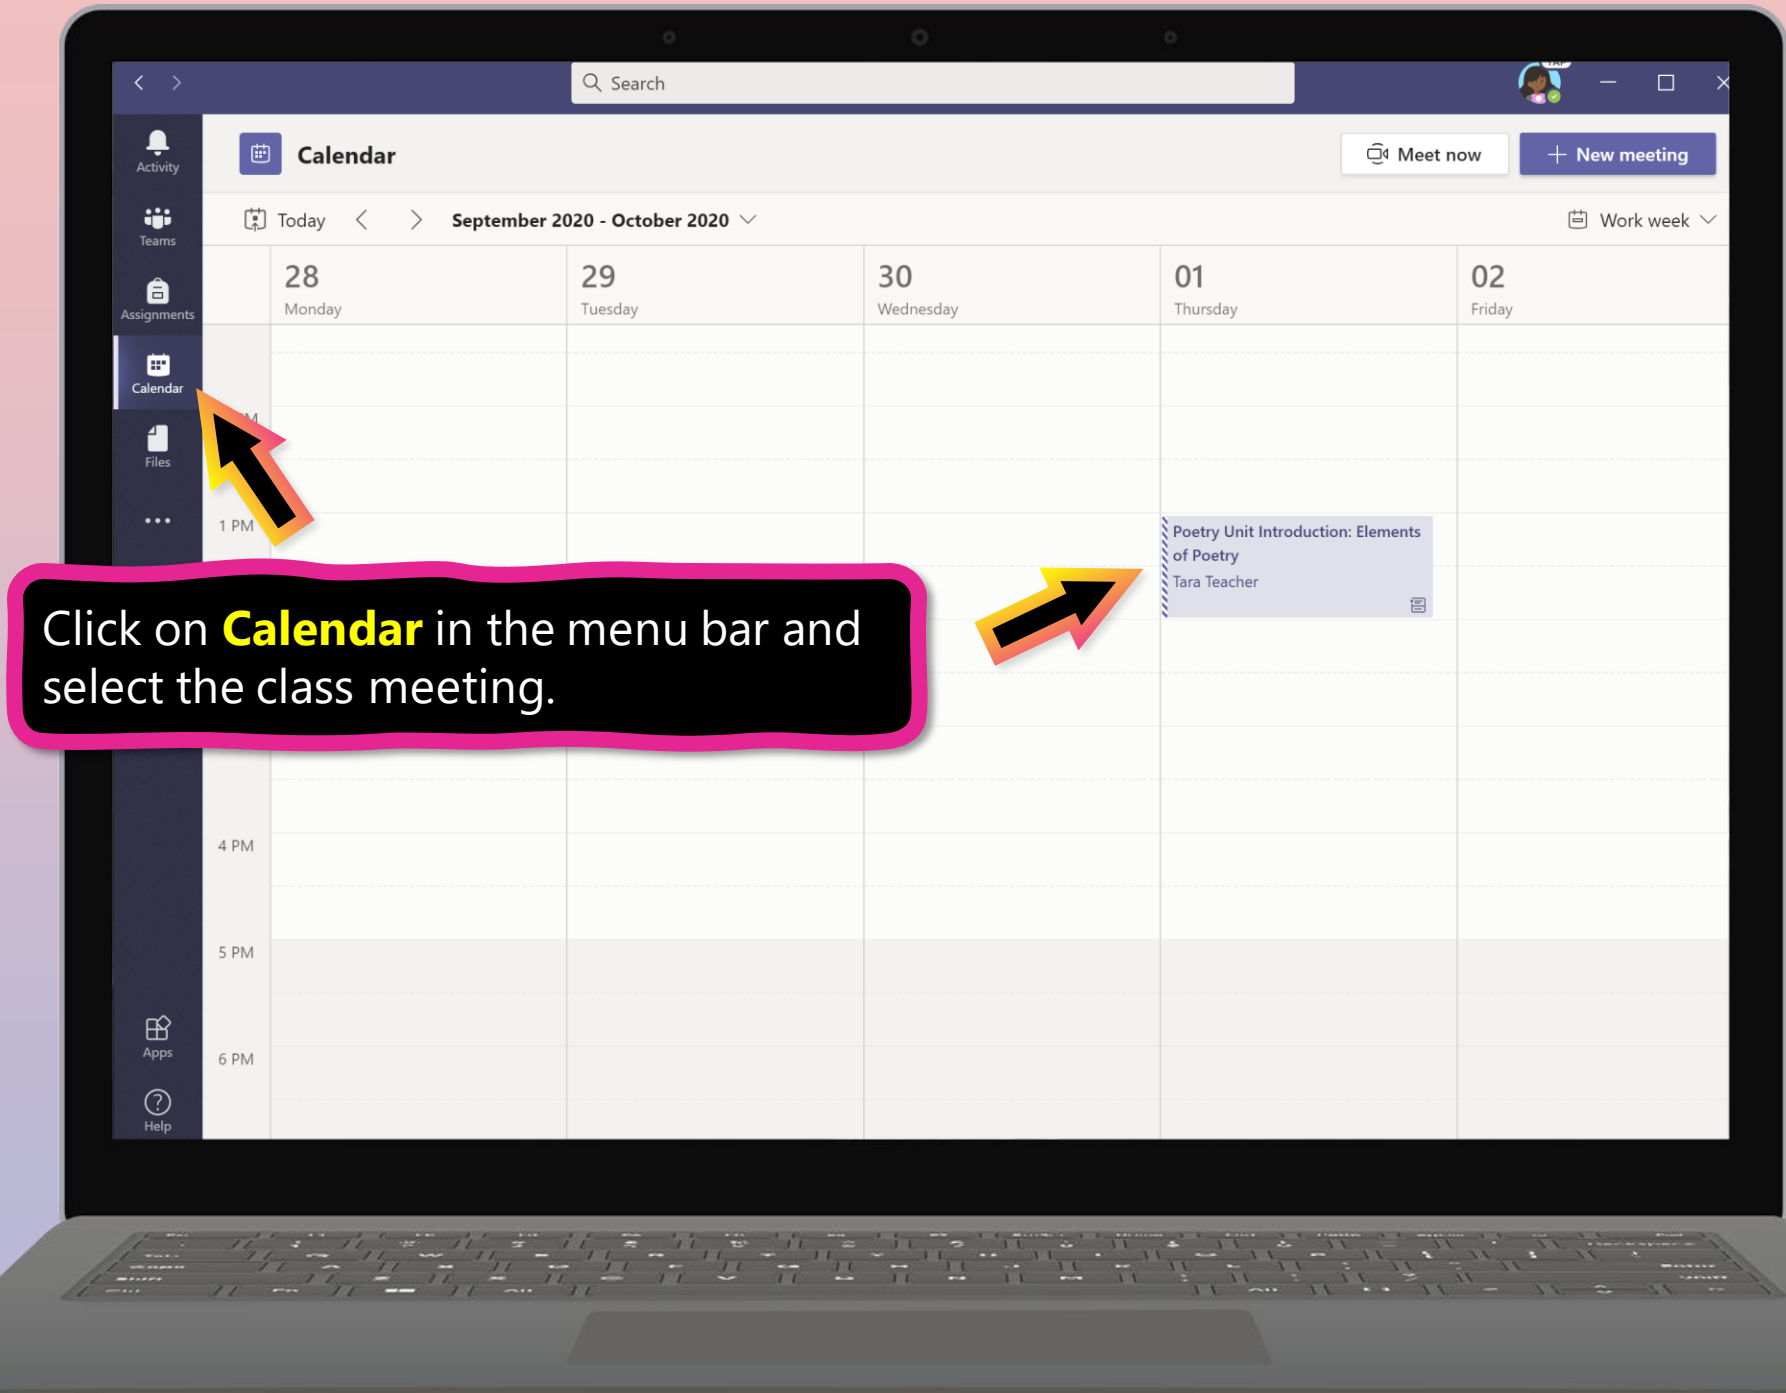 Search
TAP
Activity
Calendar
Meet now
New meeting
Teams
Today
September 2020 - October 2020
Work week
Assignments
28
29
30
01
02
Monday
Tuesday
Wednesday
Thursday
Friday
Calendar
Files
1 PM
Poetry Unit Introduction: Elements
of Poetry
Tara Teacher
Click on Calendar in the menu bar and
select the class meeting.
4 PM
5 PM
Apps
6 PM
Help